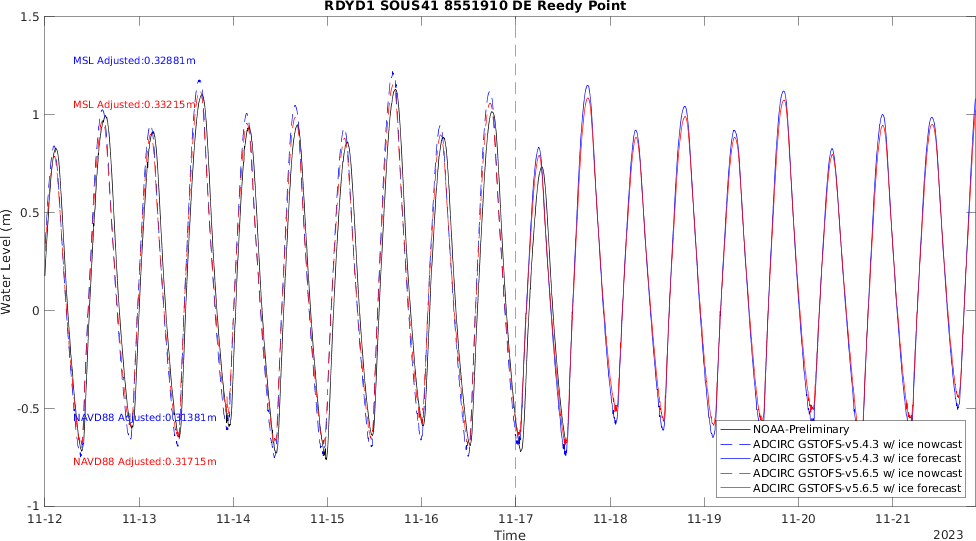 RDYD1 SOUS41 8551910 DE Reedy Point
1.5
MSL Adjusted:0.32881m
MSL Adjusted:0.33215m
1
0.5
Water Level (m)
0
-0.5
NAVD88 Adjusted:0.31381m
NAVD88 Adjusted:0.31715m
-1
NOAA-Preliminary
ADCIRC GSTOFS-v5.4.3 w/ ice nowcast
ADCIRC GSTOFS-v5.4.3 w/ ice forecast
ADCIRC GSTOFS-v5.6.5 w/ ice nowcast
ADCIRC GSTOFS-v5.6.5 w/ ice forecast
11-12 11-13 11-14 11-15 11-16 11-17 11-18 11-19 11-20 11-21
Time
2023